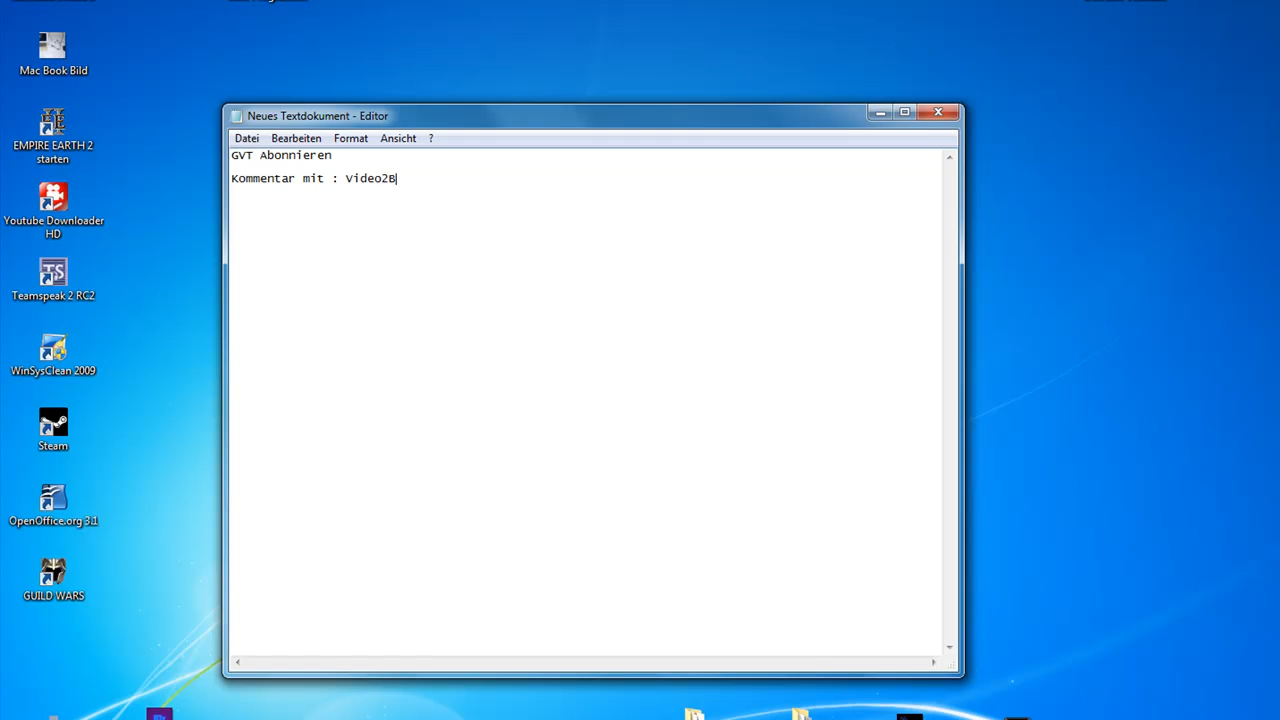 Mac Book Bild
EMPIRE EARTH 2
starten
Youtube Downloader
HD
Teamspeak 2 RC2
WinSysClean 2009
Steam
OpenOffice.org 3.1
GUILD WARS
Neues Textdokument - Editor
Datei Bearbeiten Format Ansicht ?
GVT Abonnieren
Kommentar mit : Video2B